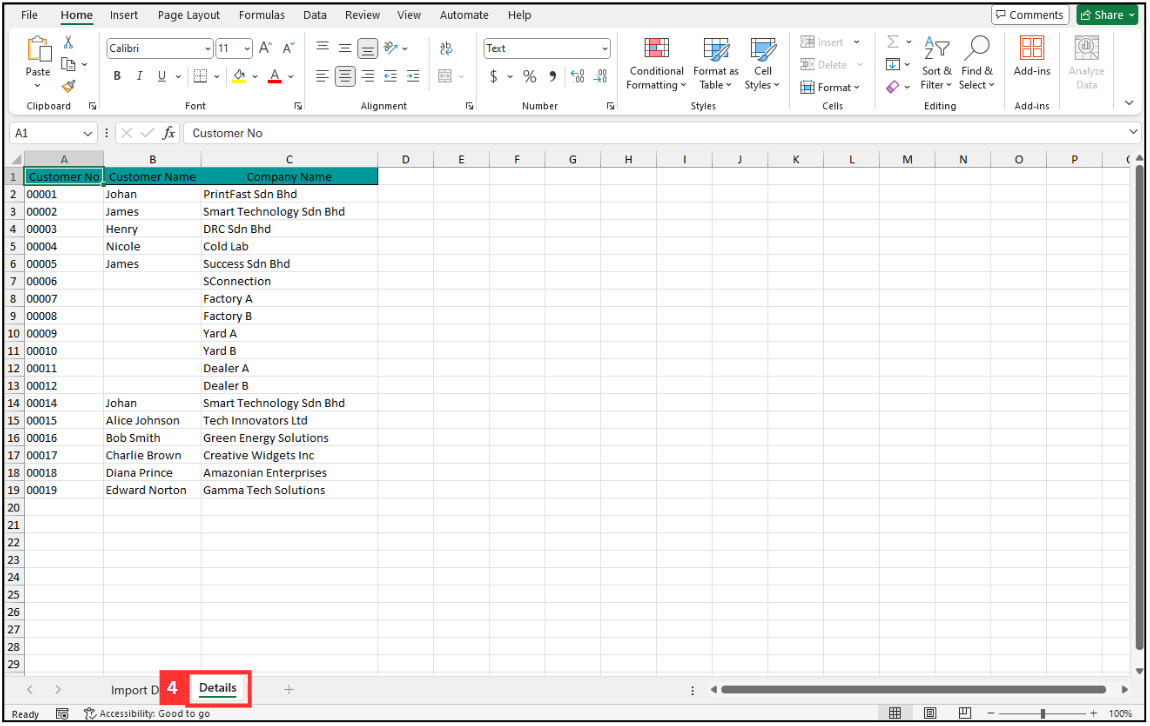 File Home Insert Page Layout Formulas Data Review View Automate Help Comments Share
Paste Calibri 11 A A ab Text Conditional Formatting Format as Table Cell Styles Insert Delete Format Sort & Filter Find & Select Add-ins Analyze Data
B I U A $ % 9
Clipboard Font Alignment Number Styles Cells Editing Add-ins
A1 fx Customer No
A B C D E F G H I J K L M N O P
1 Customer No Customer Name Company Name
2 00001 Johan PrintFast Sdn Bhd
3 00002 James Smart Technology Sdn Bhd
4 00003 Henry DRC Sdn Bhd
5 00004 Nicole Cold Lab
6 00005 James Success Sdn Bhd
7 00006 SConnection
8 00007 Factory A
9 00008 Factory B
10 00009 Yard A
11 00010 Yard B
12 00011 Dealer A
13 00012 Dealer B
14 00014 Johan Smart Technology Sdn Bhd
15 00015 Alice Johnson Tech Innovators Ltd
16 00016 Bob Smith Green Energy Solutions
17 00017 Charlie Brown Creative Widgets Inc
18 00018 Diana Prince Amazonian Enterprises
19 00019 Edward Norton Gamma Tech Solutions
20
21
22
23
24
25
26
27
28
29
Import D 4 Details
Ready Accessibility: Good to go 100%